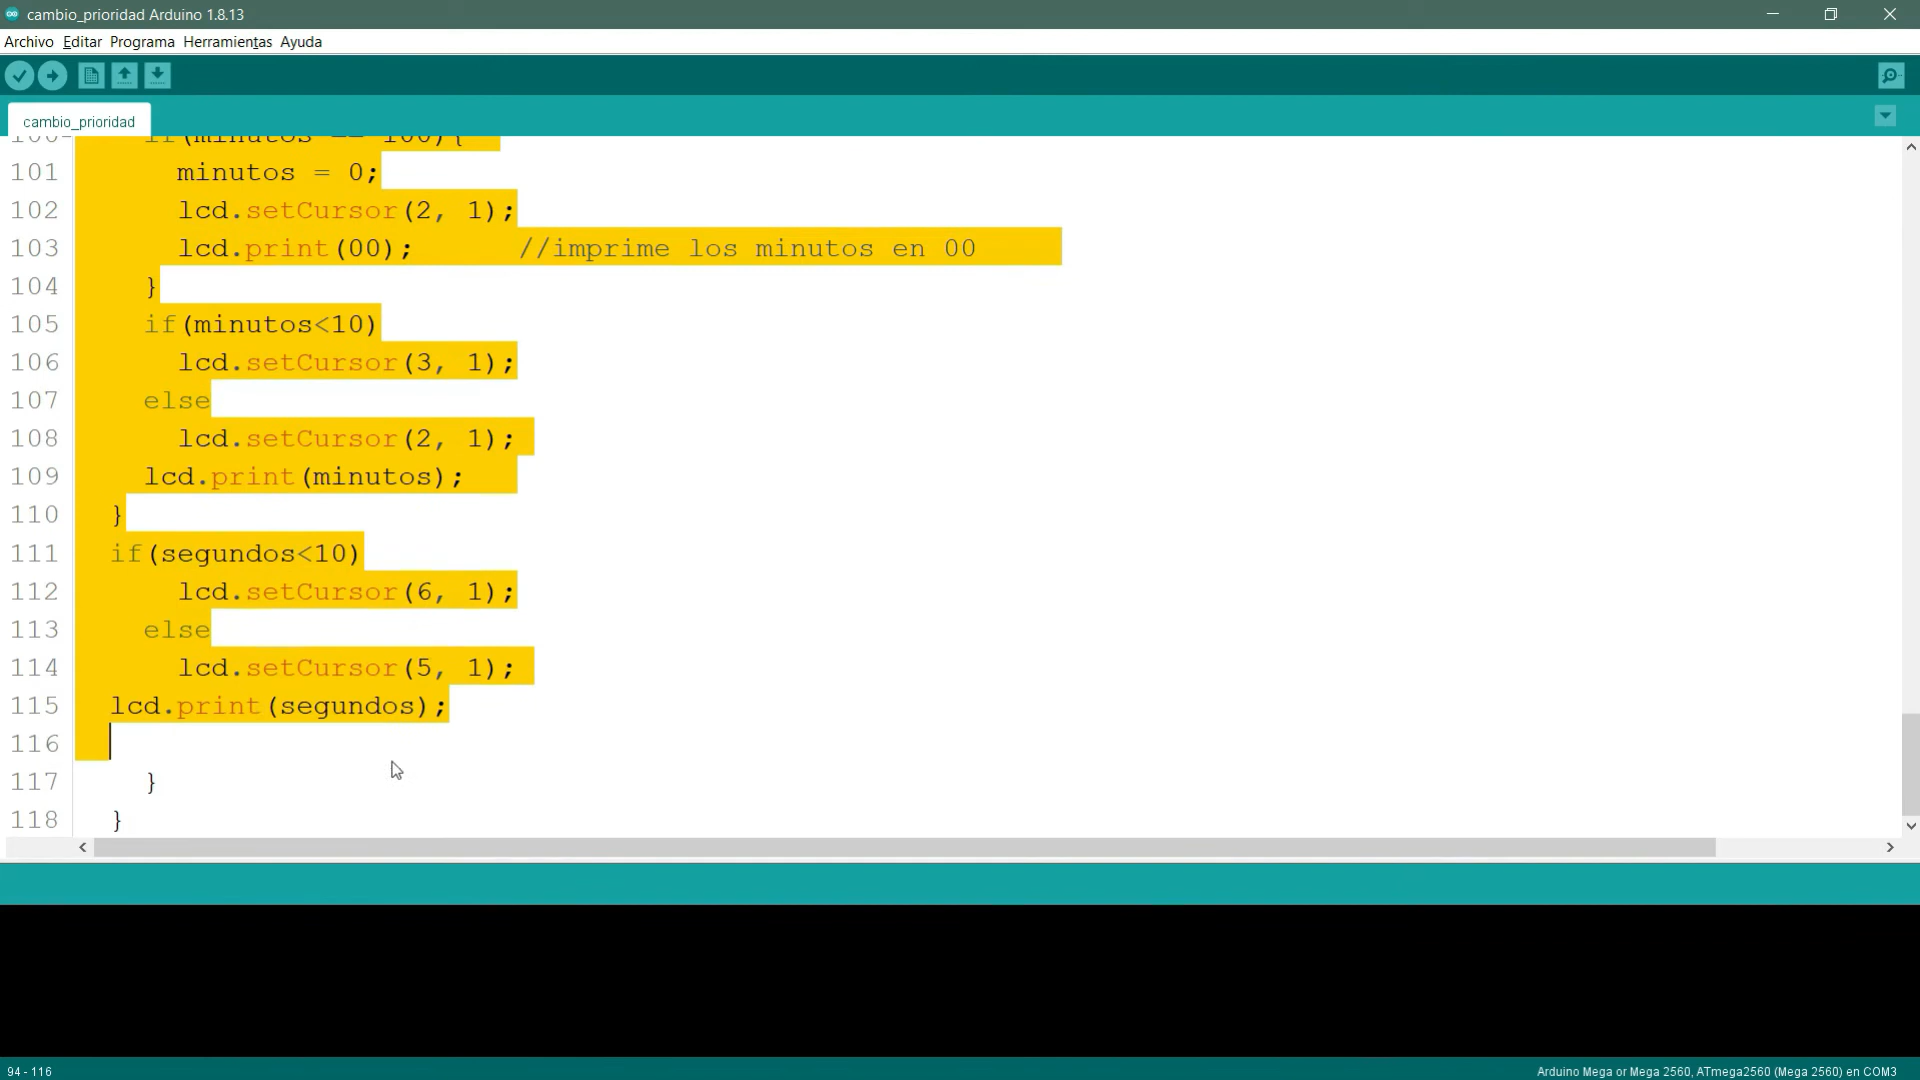 cambio_prioridad Arduino 1.8.13
Archivo Editar Programa Herramientas Ayuda
cambio_prioridad
100 if(minutos == 100){
101 minutos = 0;
102 lcd.setCursor(2, 1);
103 lcd.print(00); //imprime los minutos en 00
104 }
105 if(minutos<10)
106 lcd.setCursor(3, 1);
107 else
108 lcd.setCursor(2, 1);
109 lcd.print(minutos);
110 }
111 if(segundos<10)
112 lcd.setCursor(6, 1);
113 else
114 lcd.setCursor(5, 1);
115 lcd.print(segundos);
116
117 }
118 }
94 - 116 Arduino Mega or Mega 2560, ATmega2560 (Mega 2560) en COM3